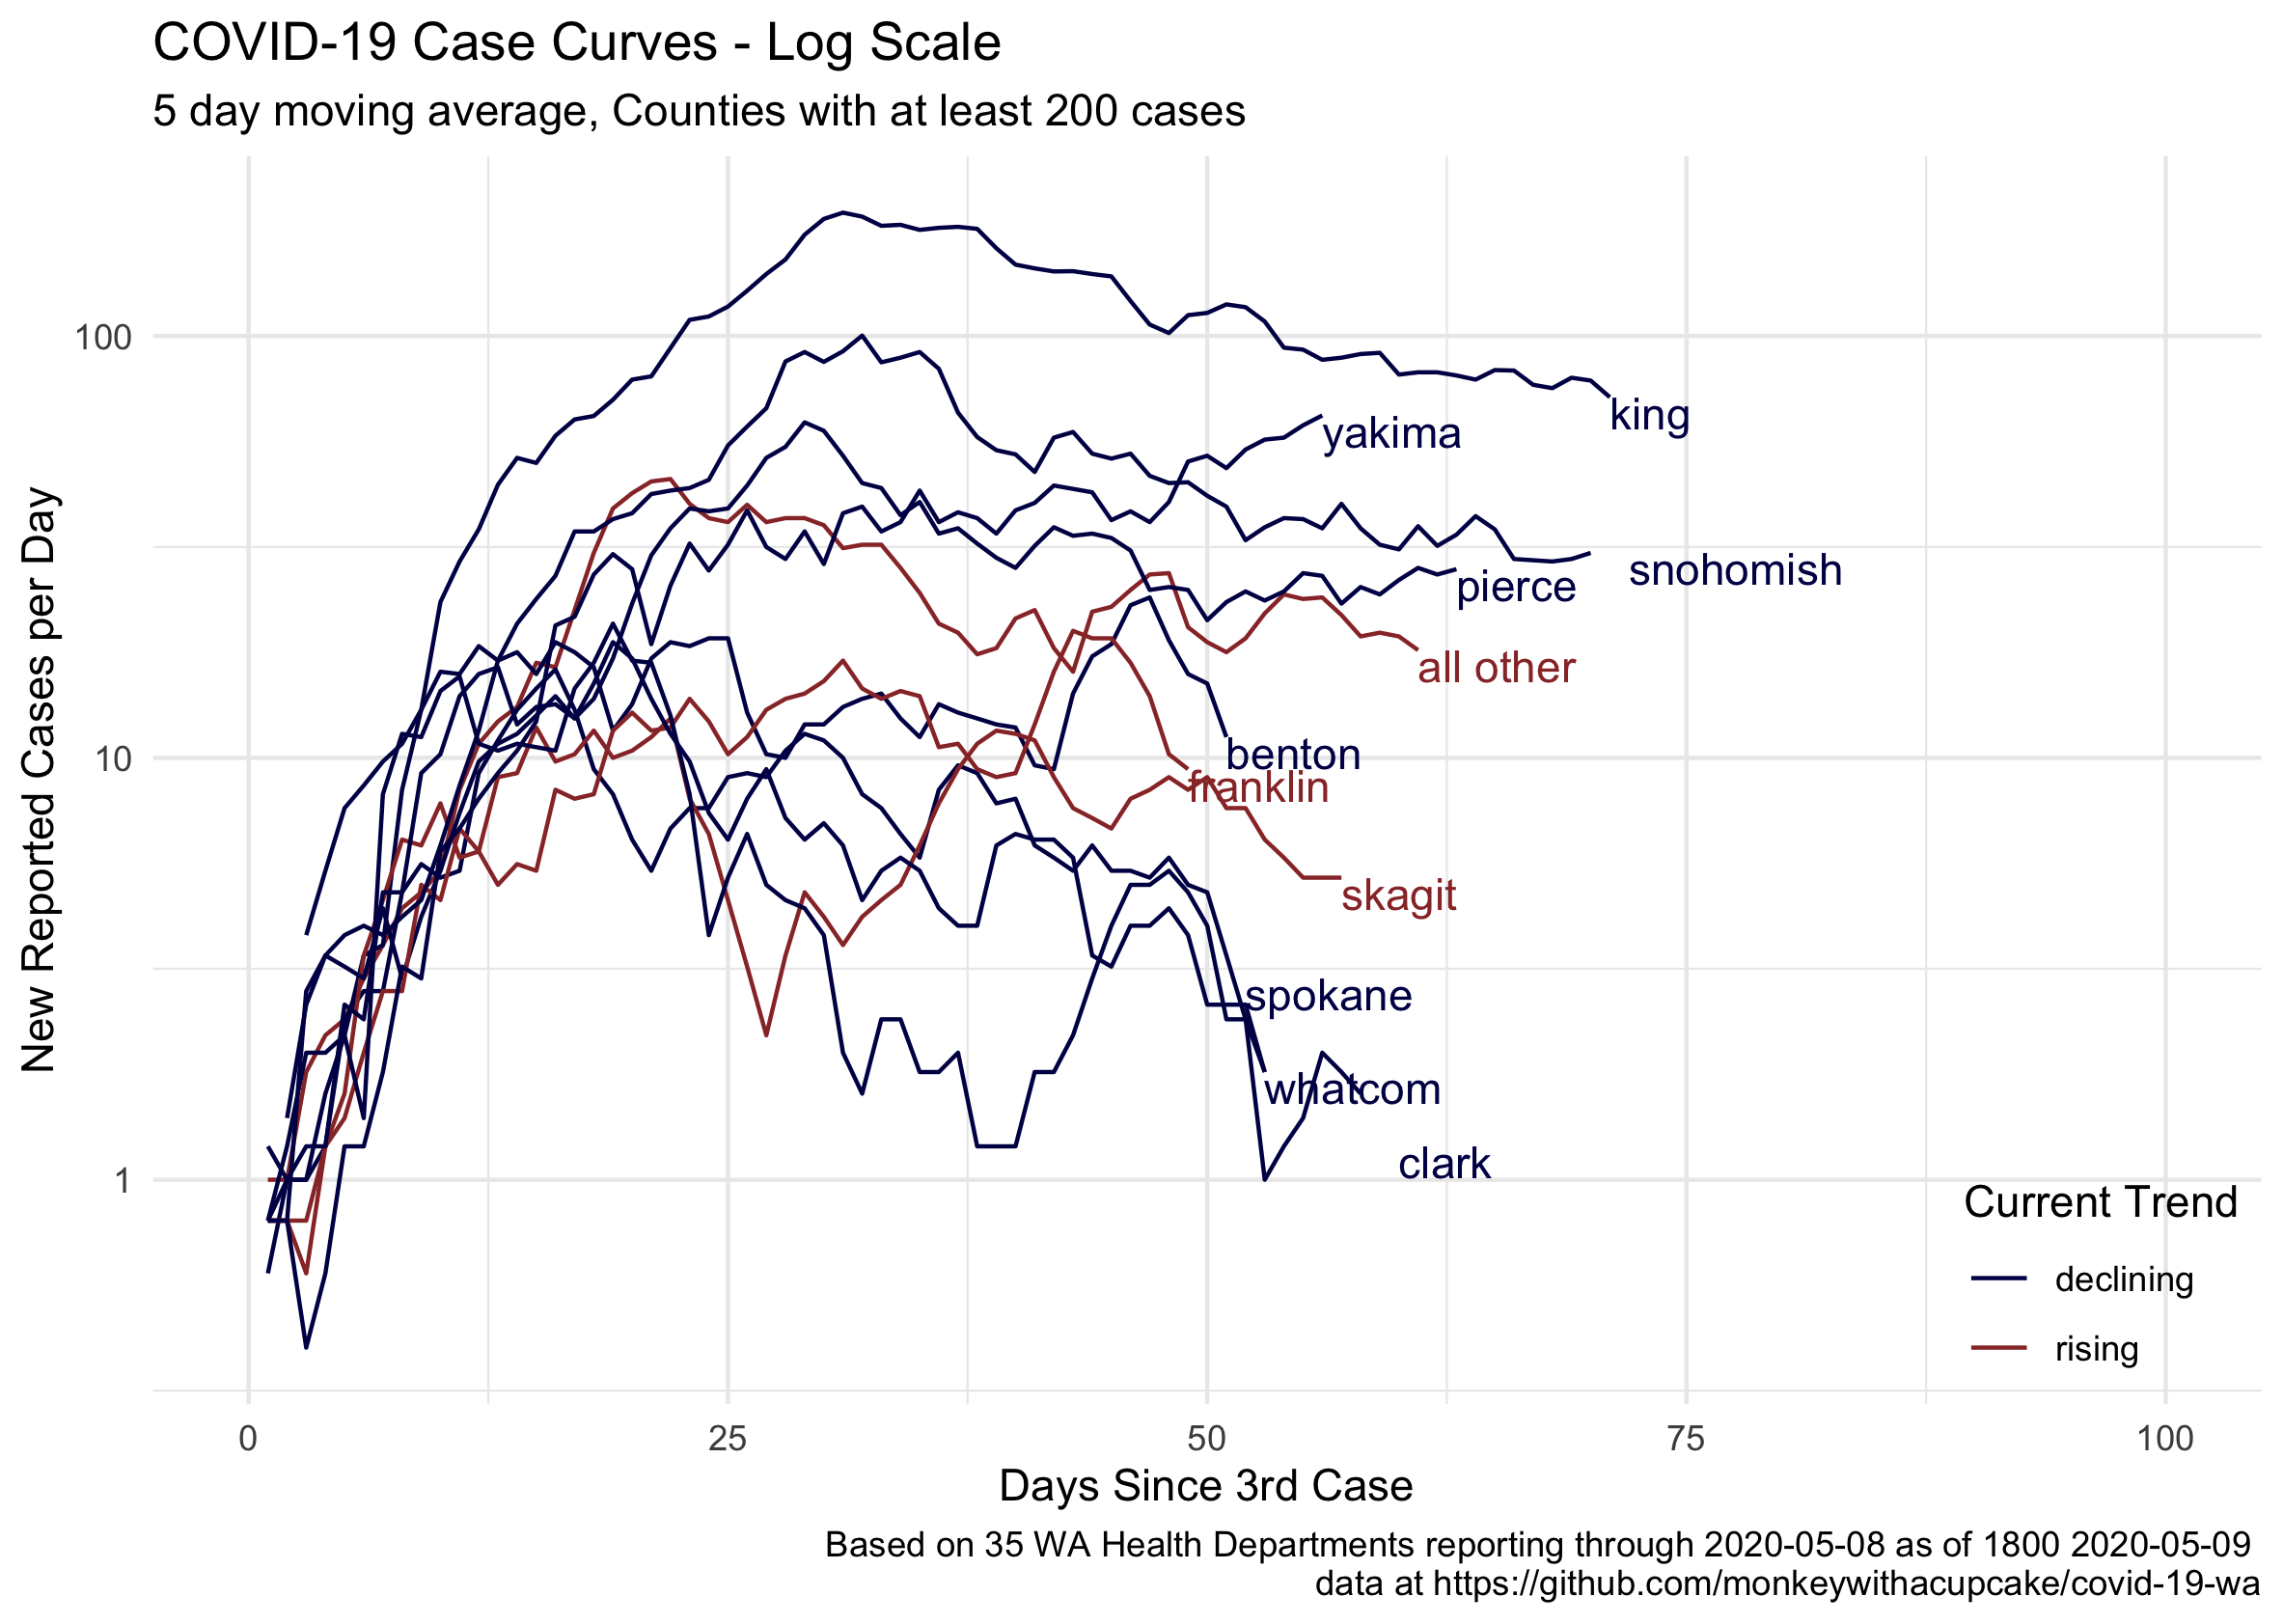 COVID-19 Case Curves - Log Scale
5 day moving average, Counties with at least 200 cases
New Reported Cases per Day
100
10
1
king
yakima
snohomish
pierce
all other
benton
franklin
skagit
spokane
whatcom
clark
Current Trend
declining
rising
0 25 50 75 100
Days Since 3rd Case
Based on 35 WA Health Departments reporting through 2020-05-08 as of 1800 2020-05-09
data at https://github.com/monkeywithacupcake/covid-19-wa